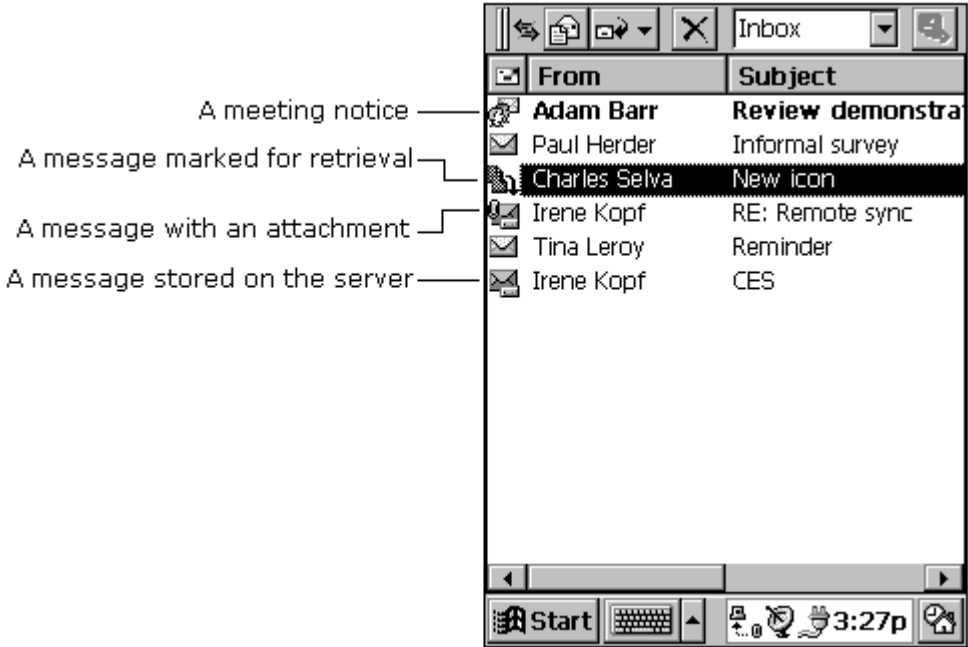 Inbox
From Subject
A meeting notice Adam Barr Review demonstra
Paul Herder Informal survey
A message marked for retrieval Charles Selva New icon
Irene Kopf RE: Remote sync
A message with an attachment
Tina Leroy Reminder
A message stored on the server Irene Kopf CES
Start 3:27p